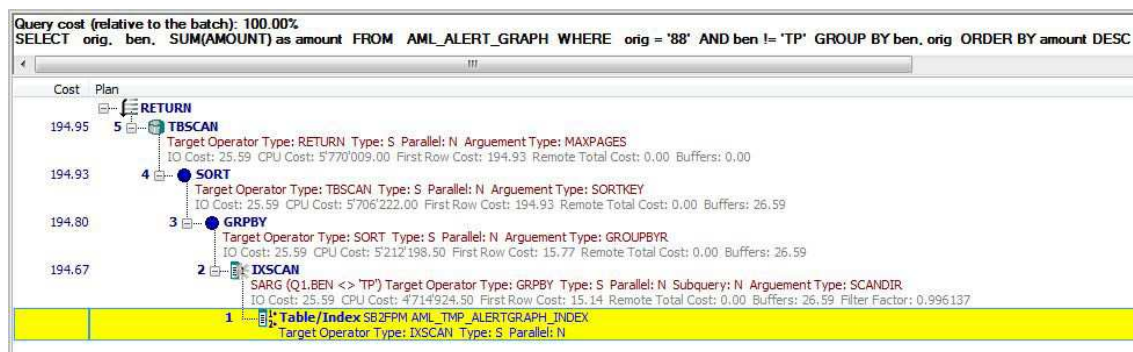 Query cost (relative to the batch): 100.00%
SELECT orig, ben, SUM(AMOUNT) as amount FROM AML_ALERT_GRAPH WHERE orig = '88' AND ben != 'TP' GROUP BY ben, orig ORDER BY amount DESC
Cost Plan
RETURN
194.95 5 TBSCAN
Target Operator Type: RETURN Type: S Parallel: N Arguement Type: MAXPAGES
IO Cost: 25.59 CPU Cost: 5'770'009.00 First Row Cost: 194.93 Remote Total Cost: 0.00 Buffers: 0.00
194.93 4 SORT
Target Operator Type: TBSCAN Type: S Parallel: N Arguement Type: SORTKEY
IO Cost: 25.59 CPU Cost: 5'706'222.00 First Row Cost: 194.93 Remote Total Cost: 0.00 Buffers: 26.59
194.80 3 GRPBY
Target Operator Type: SORT Type: S Parallel: N Arguement Type: GROUPBYR
IO Cost: 25.59 CPU Cost: 5'212'198.50 First Row Cost: 15.77 Remote Total Cost: 0.00 Buffers: 26.59
194.67 2 IXSCAN
SARG (Q1.BEN <> 'TP') Target Operator Type: GRPBY Type: S Parallel: N Subquery: N Arguement Type: SCANDIR
IO Cost: 25.59 CPU Cost: 4'714'924.50 First Row Cost: 15.14 Remote Total Cost: 0.00 Buffers: 26.59 Filter Factor: 0.996137
1 Table/Index SB2FPM AML_TMP_ALERTGRAPH_INDEX
Target Operator Type: IXSCAN Type: S Parallel: N